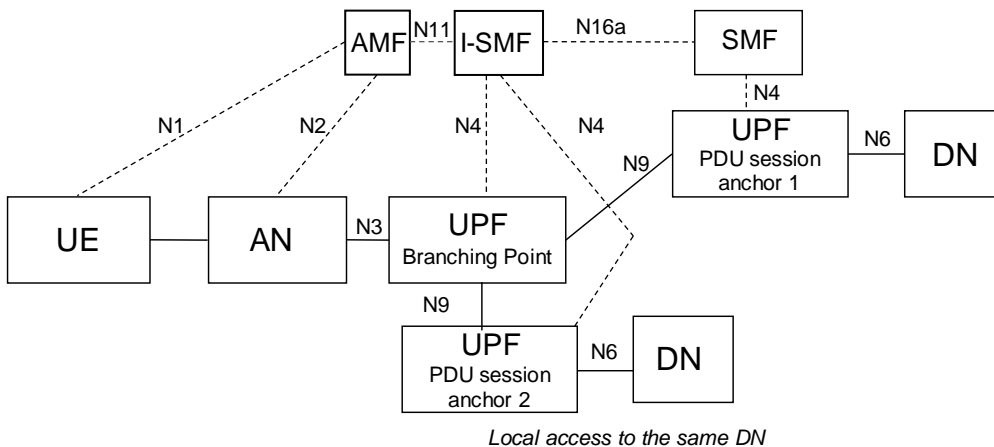 N11
N16a
AMF
I-SMF
SMF
N1
N2
N4
N4
N4
UPF
PDU session
anchor 1
N6
DN
N9
UE
AN
N3
UPF
Branching Point
N9
UPF
PDU session
anchor 2
N6
DN
Local access to the same DN